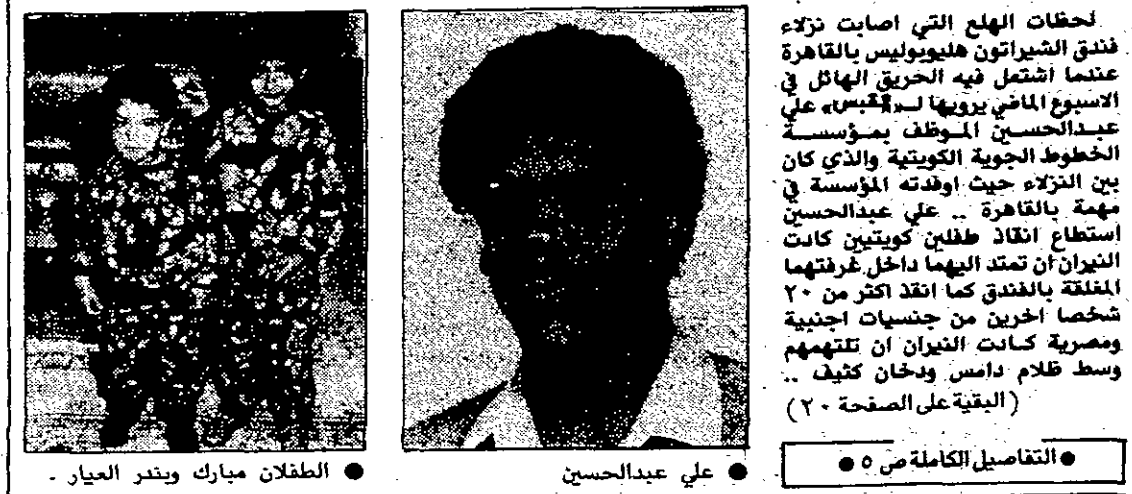 لحظات الهلع التي اصابت نزلاء
فندق الشيراتون هليوبوليس بالقاهرة
عندما اشتعل فيه الحريق الهائل في
الاسبوع الماضي يرويها لـ«القبس» علي
عبدالحسين الموظف بمؤسسة
الخطوط الجوية الكويتية والذي كان
بين النزلاء حيث اوفدته المؤسسة في
مهمة بالقاهرة .. علي عبدالحسين
استطاع انقاذ طفلين كويتيين كادت
النيران ان تمتد اليهما داخل غرفتهما
المغلقة بالفندق كما انقذ اكثر من ٢٠
شخصا اخرين من جنسيات اجنبية
ومصرية كادت النيران ان تلتهمهم
وسط ظلام دامس ودخان كثيف ..
(البقية على الصفحة ٢٠)
● التفاصيل الكاملة ص ٥ ●
● علي عبدالحسين
● الطفلان مبارك وبندر العيار .